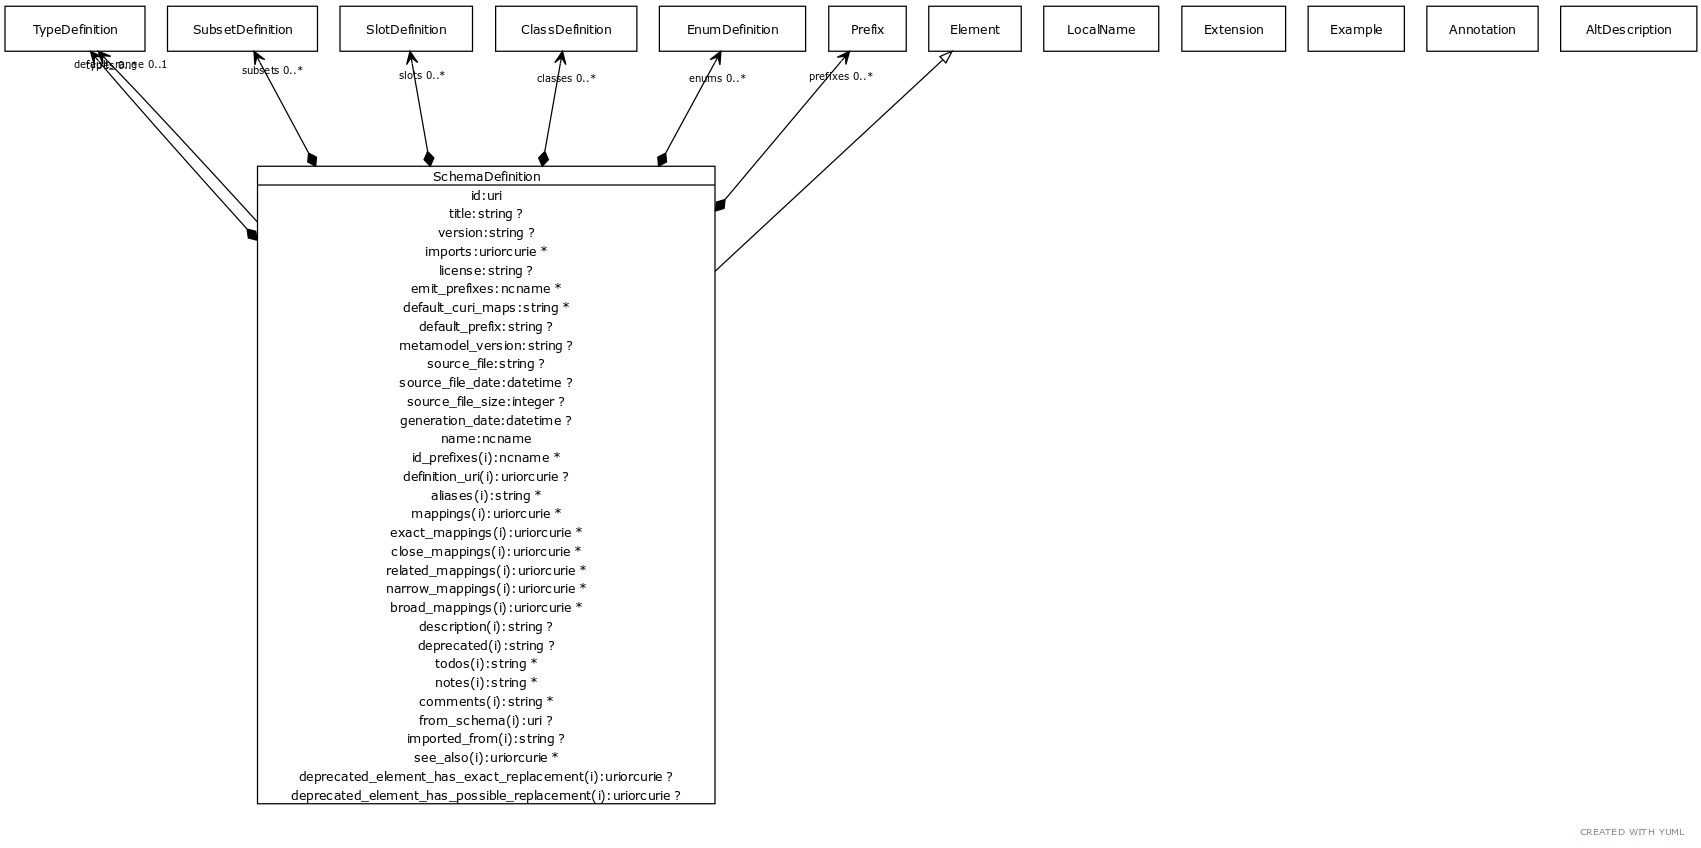 TypeDefinition
SubsetDefinition
SlotDefinition
ClassDefinition
EnumDefinition
Prefix
Element
LocalName
Extension
Example
Annotation
AltDescription
0..1
subsets 0..*
slots 0..*
classes 0..*
enums 0..*
prefixes 0..*
SchemaDefinition
id:uri
title:string ?
version:string ?
imports:uriorcurie *
license:string ?
emit_prefixes:ncname *
default_curi_maps:string *
default_prefix:string ?
metamodel_version:string ?
source_file:string ?
source_file_date:datetime ?
source_file_size:integer ?
generation_date:datetime ?
name:ncname
id_prefixes(i):ncname *
definition_uri(i):uriorcurie ?
aliases(i):string *
mappings(i):uriorcurie *
exact_mappings(i):uriorcurie *
close_mappings(i):uriorcurie *
related_mappings(i):uriorcurie *
narrow_mappings(i):uriorcurie *
broad_mappings(i):uriorcurie *
description(i):string ?
deprecated(i):string ?
todos(i):string *
notes(i):string *
comments(i):string *
from_schema(i):uri ?
imported_from(i):string ?
see_also(i):uriorcurie *
deprecated_element_has_exact_replacement(i):uriorcurie ?
deprecated_element_has_possible_replacement(i):uriorcurie ?
CREATED WITH YUML